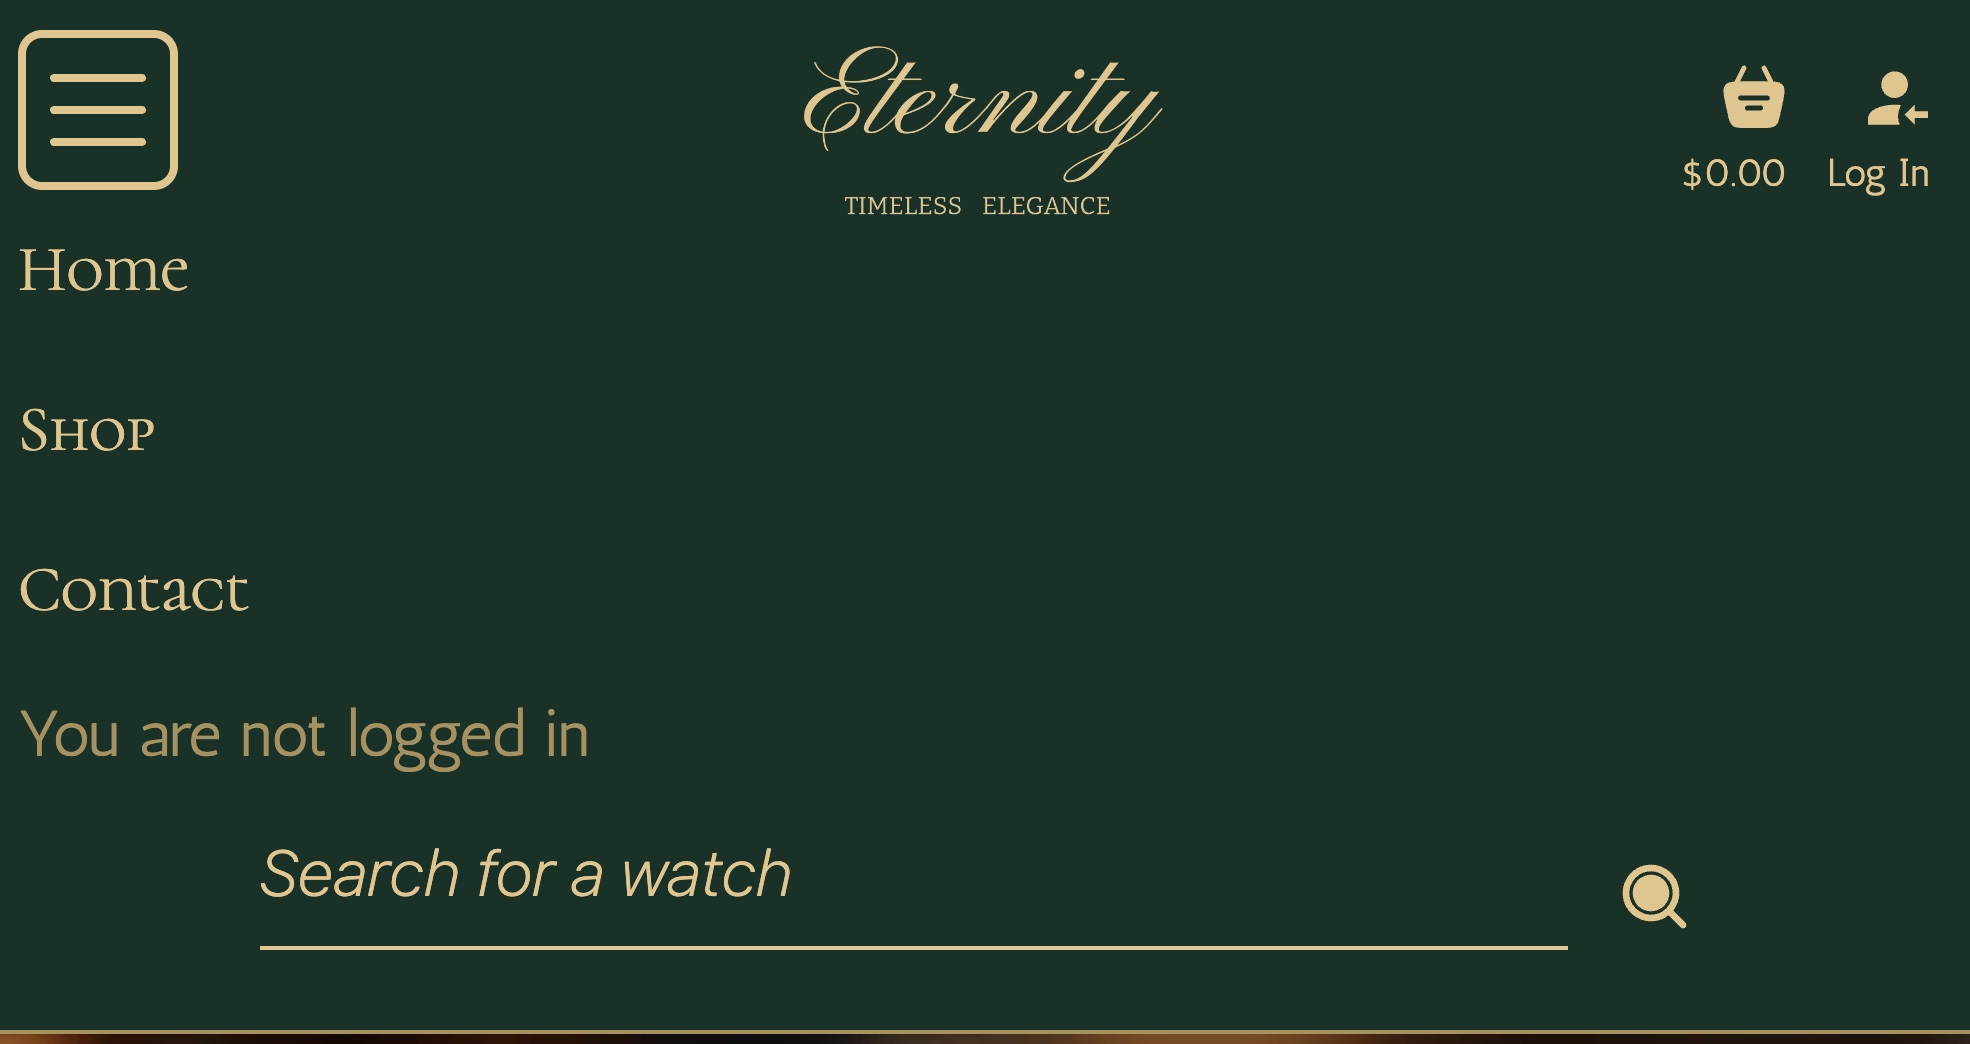 Eternity
TIMELESS ELEGANCE
$0.00 Log In
Home
Shop
Contact
You are not logged in
Search for a watch